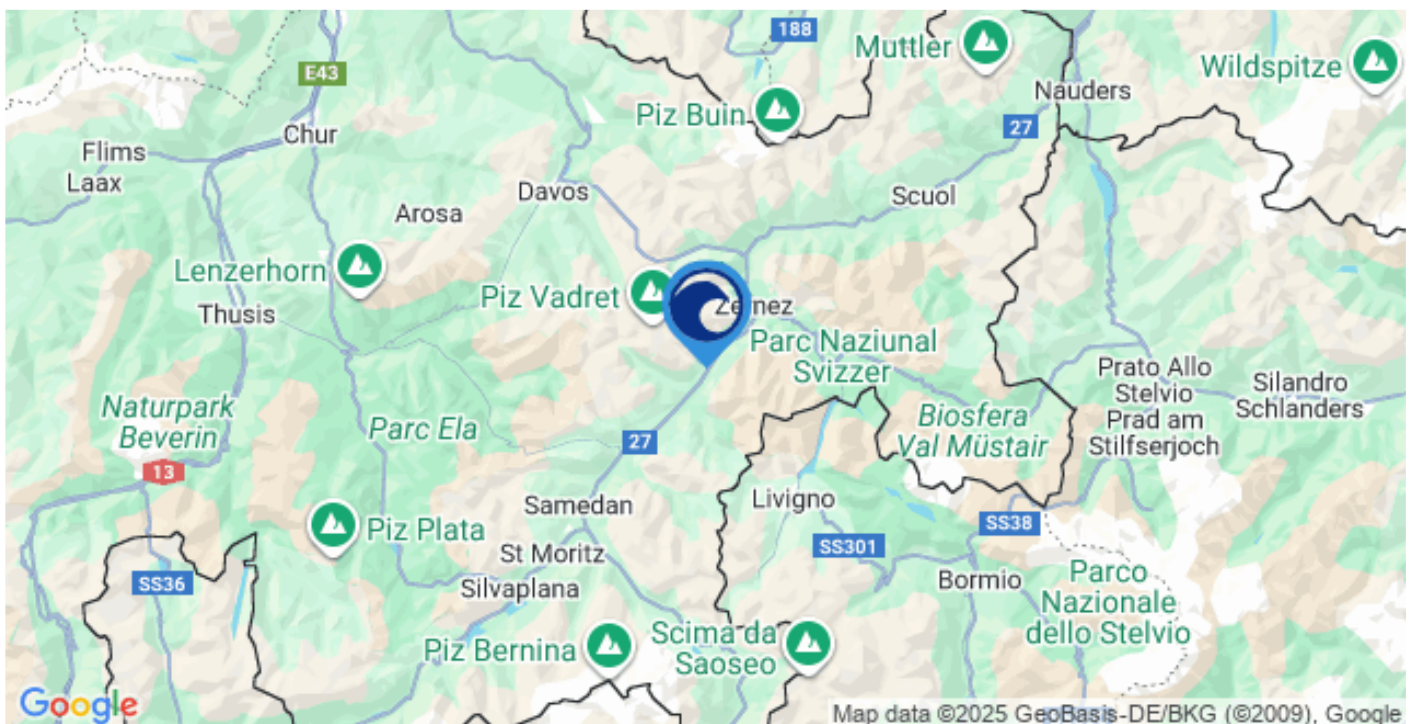 188
Muttler
Wildspitze
E43
Nauders
Piz Buin
27
Chur
Flims
Laax
Davos
Scuol
Arosa
Lenzerhorn
Piz Vadret
Zernez
Thusis
Parc Naziunal
Svizzer
Prato Allo
Stelvio
Prad am
Stilfserjoch
Silandro
Schlanders
Naturpark
Beverin
Parc Ela
Biosfera
Val Müstair
27
13
Samedan
Livigno
Piz Plata
SS38
St Moritz
SS301
SS36
Silvaplana
Bormio
Parco
Nazionale
dello Stelvio
Piz Bernina
Scima da
Saoseo
Google
Map data ©2025 GeoBasis-DE/BKG (©2009), Google